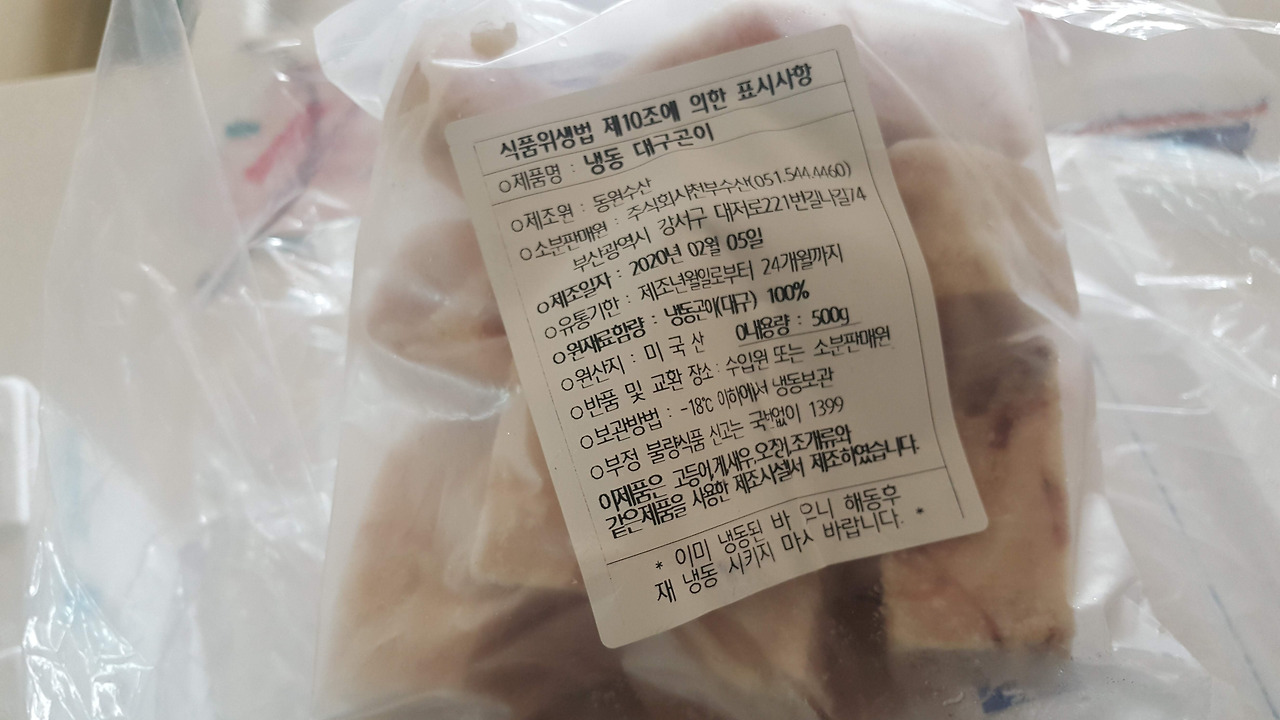 식품위생법 제10조에 의한 표시사항
○제품명 : 냉동 대구곤이
○제조원 : 동원수산
○소분판매원 : 주식회사천부수산(051.544.4460)
부산광역시 강서구 대저로221번길나길74
○제조일자 : 2020년 02월 05일
○유통기한 : 제조년월일로부터 24개월까지
○원재료함량 : 냉동곤이(대구) 100%
○원산지 : 미국산 0내용량 : 500g
○반품 및 교환 장소 : 수입원 또는 소분판매원
○보관방법 : -18℃ 이하에서 냉동보관
○부정 불량식품 신고는 국번없이 1399
이제품은 고등어,게,새우,오징어,조개류와
같은제품을 사용한 제조시설서 제조하였습니다.
* 이미 냉동된 바 으니 해동후
재 냉동 시키지 마시 바랍니다. *